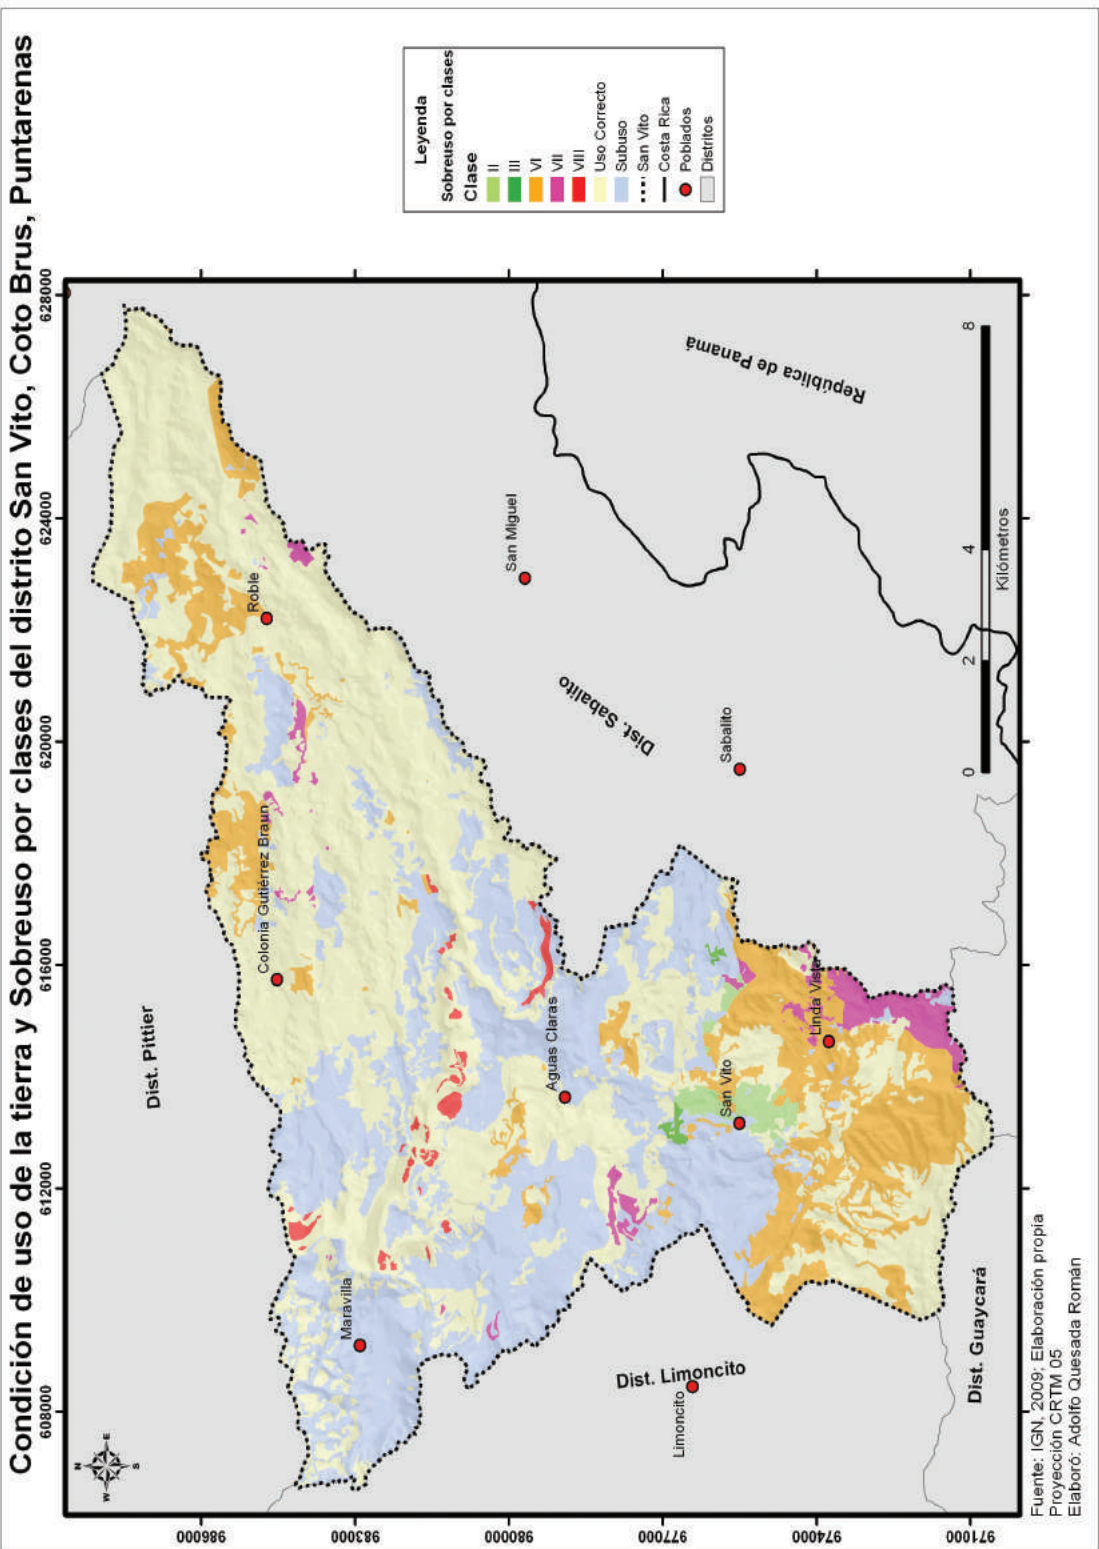 Condición de uso de la tierra y Sobreuso por clases del distrito San Vito, Coto Brus, Puntarenas
608000
612000
616000
620000
624000
628000
986000
983000
980000
977000
974000
971000
N
W
E
S
Dist. Pittier
Roble
Colonia Gutiérrez Braun
Maravilla
Aguas Claras
San Miguel
Dist. Sabalito
Sabalito
República de Panamá
San Vito
Linda Vista
Dist. Limoncito
Limoncito
Dist. Guaycará
0
2
4
8
Kilómetros
Leyenda
Sobreuso por clases
Clase
II
III
VI
VII
VIII
Uso Correcto
Subuso
San Vito
Costa Rica
Poblados
Distritos
Fuente: IGN, 2009; Elaboración propia
Proyección CRTM 05
Elaboró: Adolfo Quesada Román